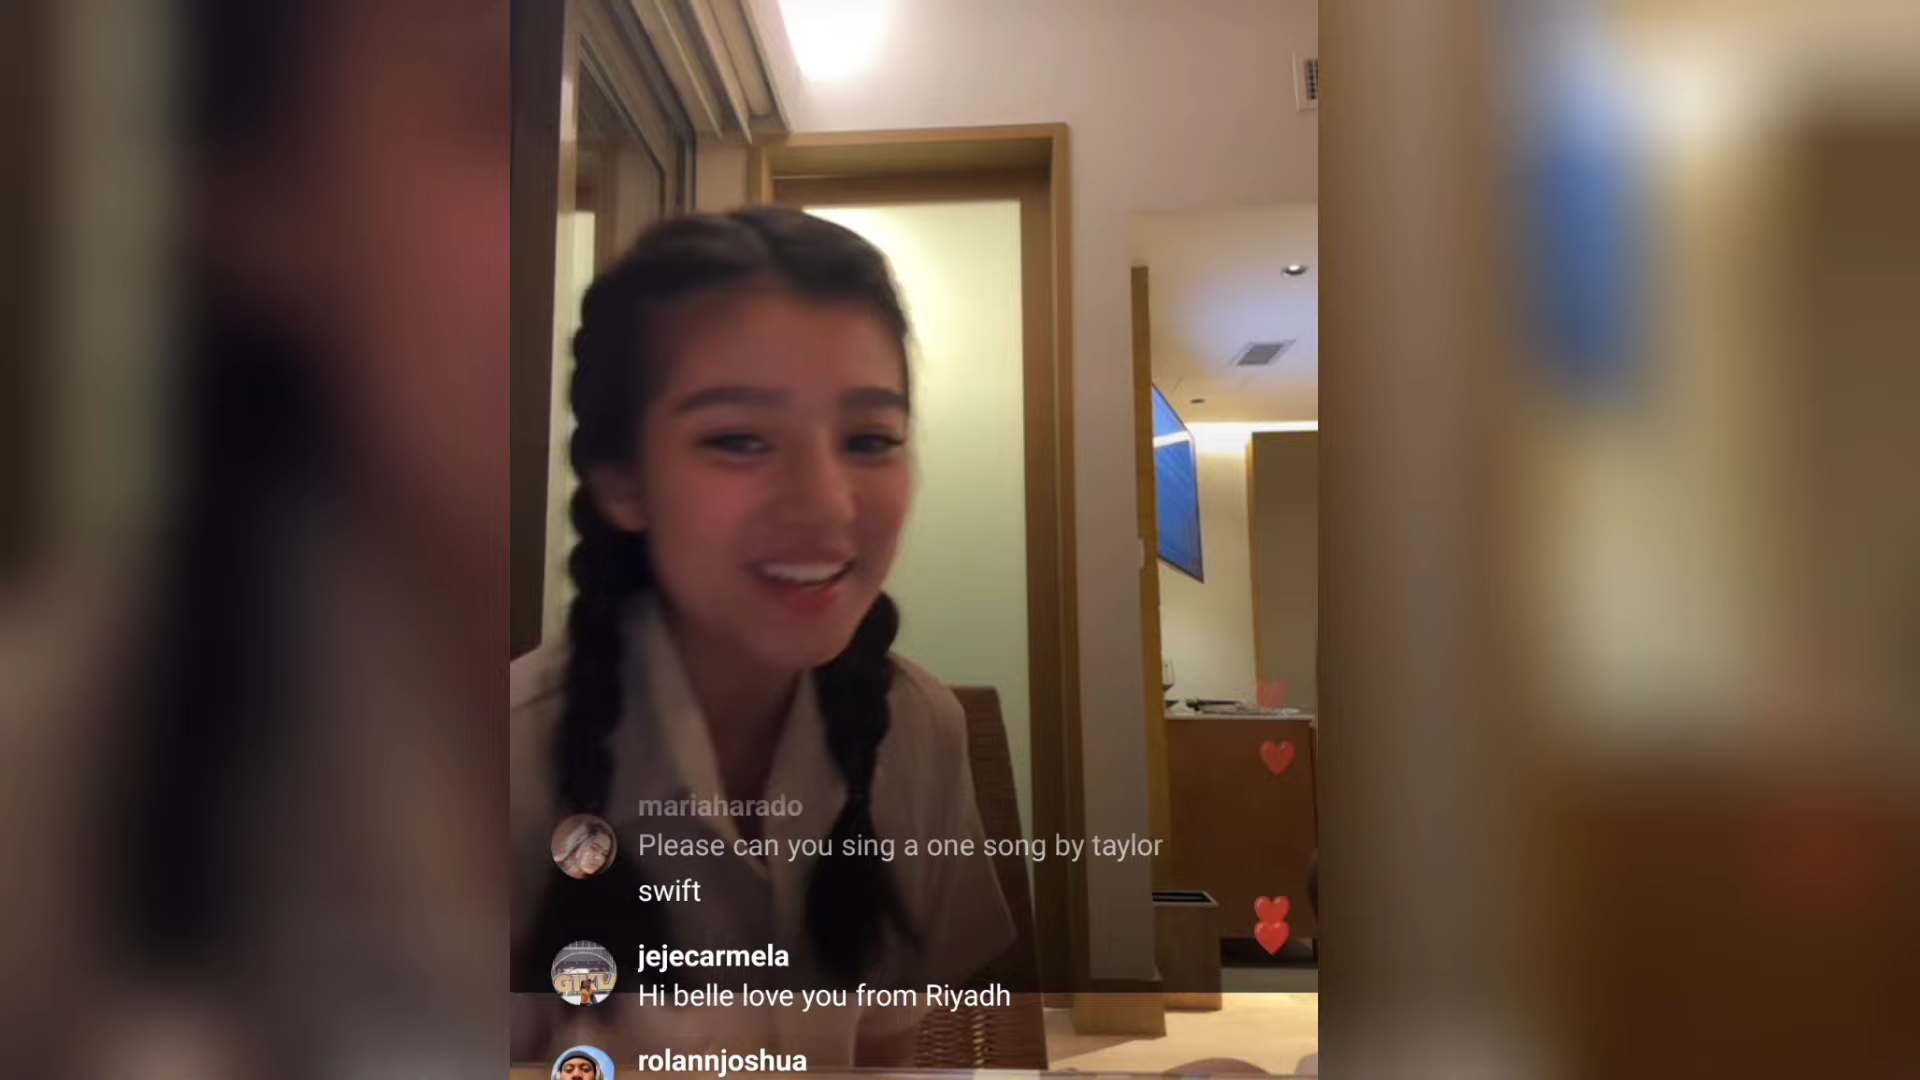 mariaharado
Please can you sing a one song by taylor
swift
jejecarmela
Hi belle love you from Riyadh
rolannjoshua